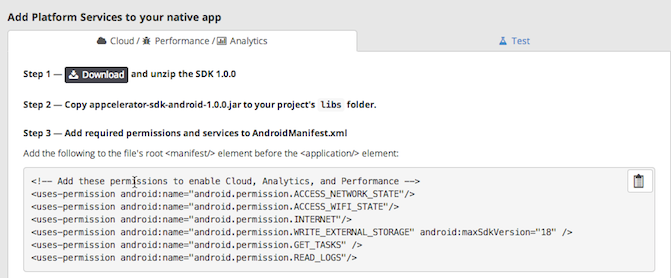 Add Platform Services to your native app
Cloud / Performance / Analytics
Test
Step 1 — Download and unzip the SDK 1.0.0
Step 2 — Copy appcelerator-sdk-android-1.0.0.jar to your project's libs folder.
Step 3 — Add required permissions and services to AndroidManifest.xml
Add the following to the file's root <manifest/> element before the <application/> element:
<!-- Add these permissions to enable Cloud, Analytics, and Performance -->
<uses-permission android:name="android.permission.ACCESS_NETWORK_STATE"/>
<uses-permission android:name="android.permission.ACCESS_WIFI_STATE"/>
<uses-permission android:name="android.permission.INTERNET"/>
<uses-permission android:name="android.permission.WRITE_EXTERNAL_STORAGE" android:maxSdkVersion="18" />
<uses-permission android:name="android.permission.GET_TASKS" />
<uses-permission android:name="android.permission.READ_LOGS"/>